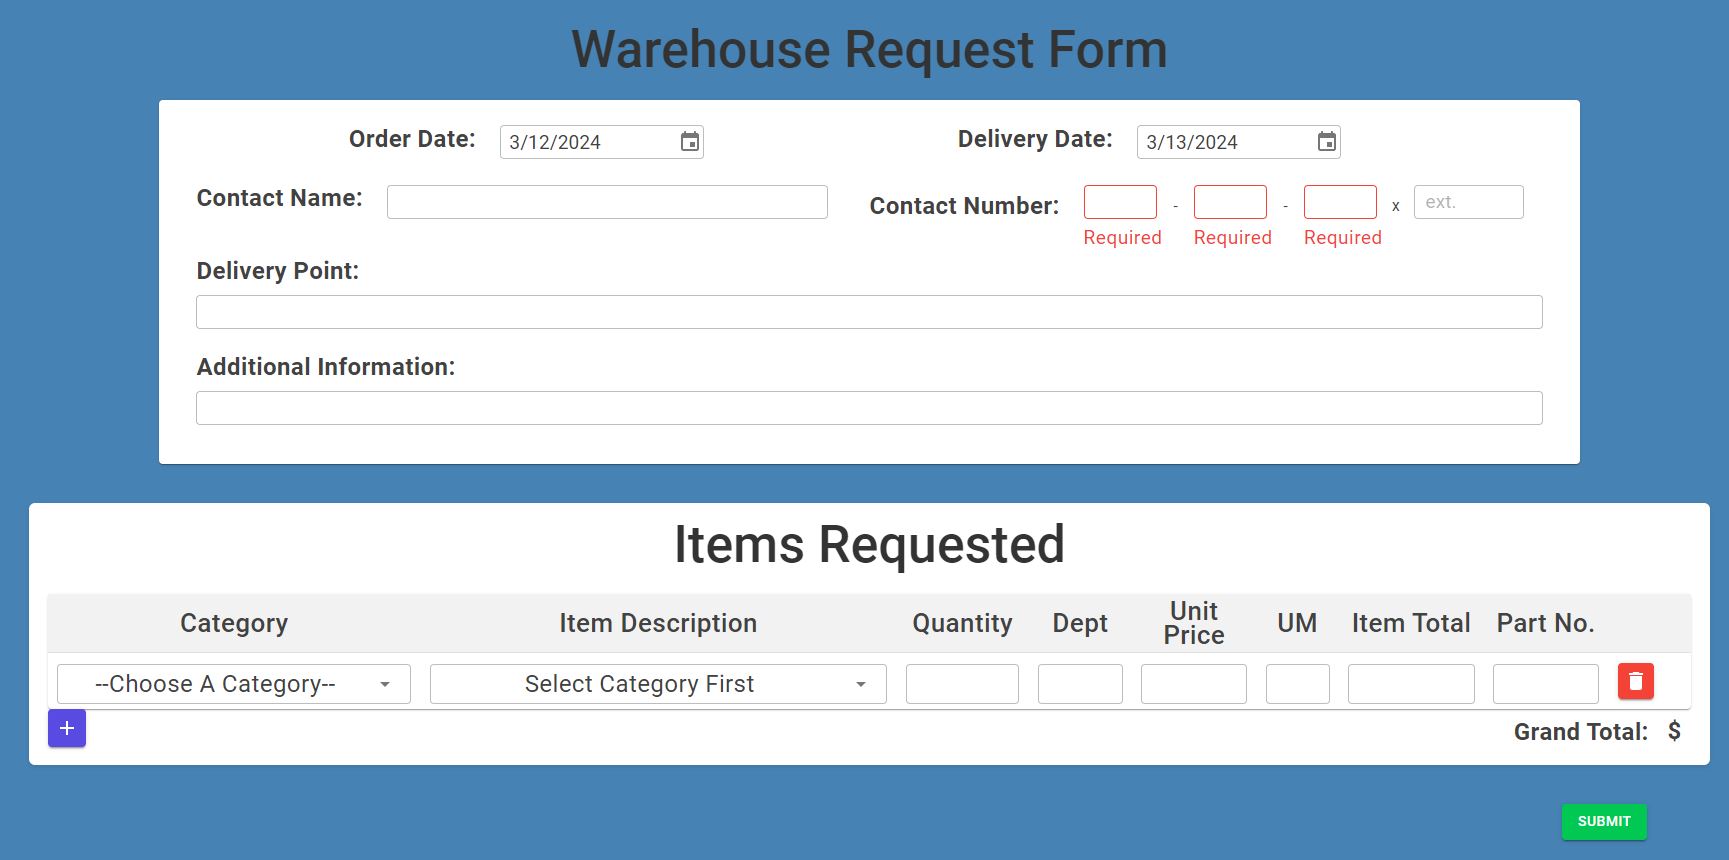 Warehouse Request Form
Order Date: 3/12/2024 Delivery Date: 3/13/2024
Contact Name: Contact Number: - - x ext.
Required Required Required
Delivery Point:
Additional Information:
Items Requested
Category Item Description Quantity Dept Unit Price UM Item Total Part No.
--Choose A Category-- Select Category First
+ Grand Total: $
SUBMIT